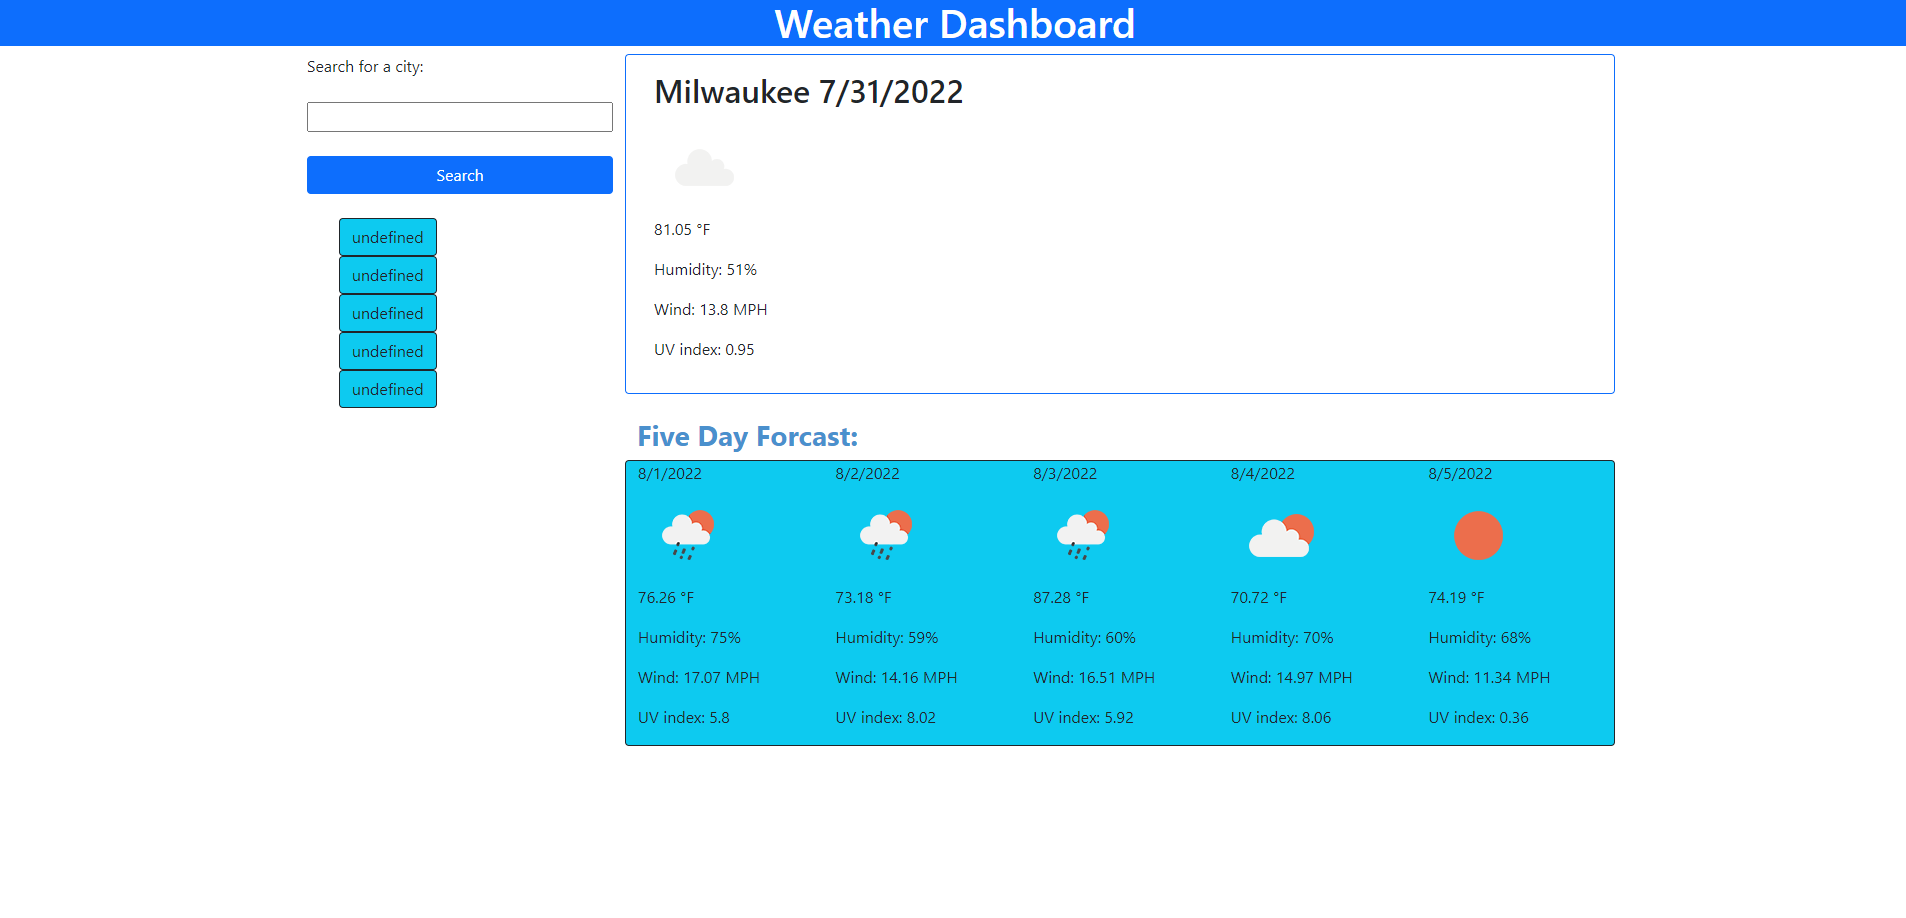 Weather Dashboard
Search for a city:
Search
undefined
undefined
undefined
undefined
undefined
Milwaukee 7/31/2022
81.05 °F
Humidity: 51%
Wind: 13.8 MPH
UV index: 0.95
Five Day Forcast:
8/1/2022 8/2/2022 8/3/2022 8/4/2022 8/5/2022
76.26 °F 73.18 °F 87.28 °F 70.72 °F 74.19 °F
Humidity: 75% Humidity: 59% Humidity: 60% Humidity: 70% Humidity: 68%
Wind: 17.07 MPH Wind: 14.16 MPH Wind: 16.51 MPH Wind: 14.97 MPH Wind: 11.34 MPH
UV index: 5.8 UV index: 8.02 UV index: 5.92 UV index: 8.06 UV index: 0.36